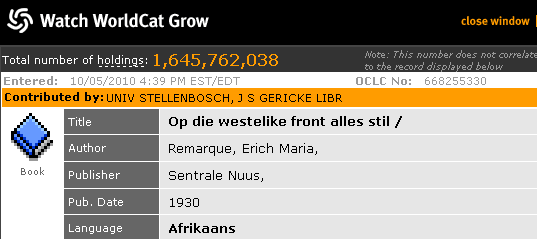 Watch WorldCat Grow
close window
Total number of holdings: 1,645,762,038
Note: This number does not correlate
to the record displayed below
Entered: 10/05/2010 4:39 PM EST/EDT
OCLC No: 668255330
Contributed by: UNIV STELLENBOSCH, J S GERICKE LIBR
Book
Title Op die westelike front alles stil /
Author Remarque, Erich Maria,
Publisher Sentrale Nuus,
Pub. Date 1930
Language Afrikaans